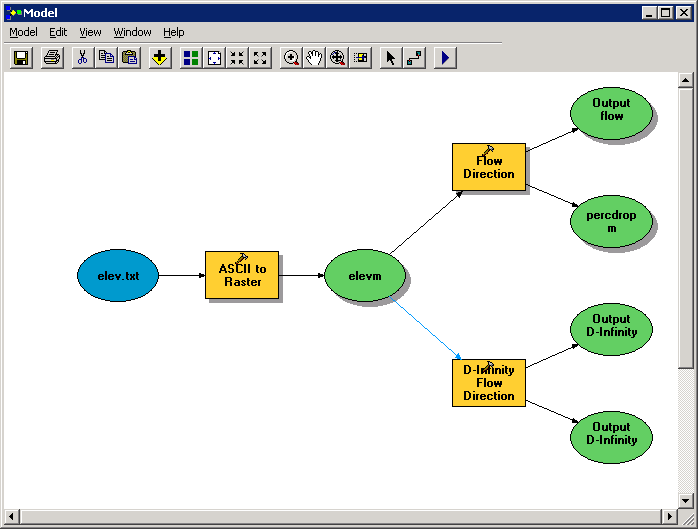 Model
Model Edit View Window Help
Output
flow
Flow
Direction
percdrop
m
elev.txt
ASCII to
Raster
elevm
Output
D-Infinity
D-Infinity
Flow
Direction
Output
D-Infinity